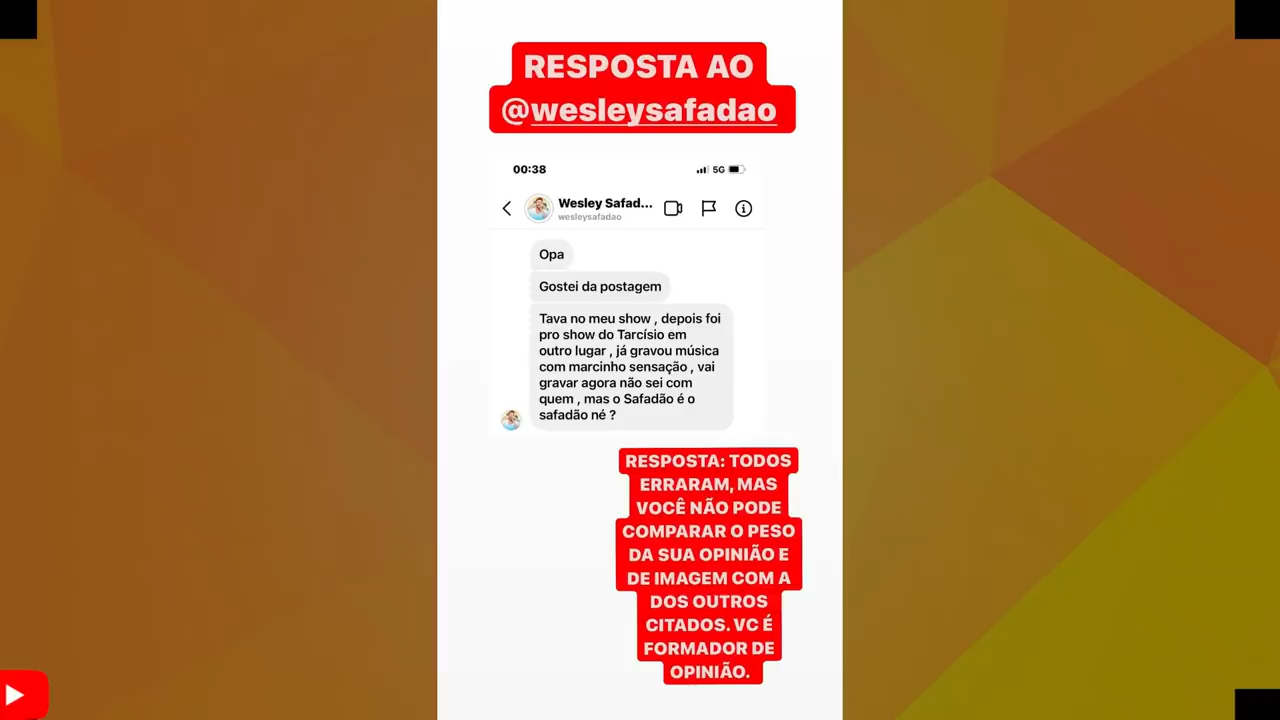 RESPOSTA AO
@wesleysafadao
00:38
5G
Wesley Safad...
wesleysafadao
Opa
Gostei da postagem
Tava no meu show , depois foi
pro show do Tarcísio em
outro lugar , já gravou música
com marcinho sensação , vai
gravar agora não sei com
quem , mas o Safadão é o
safadão né ?
RESPOSTA: TODOS
ERRARAM, MAS
VOCÊ NÃO PODE
COMPARAR O PESO
DA SUA OPINIÃO E
DE IMAGEM COM A
DOS OUTROS
CITADOS. VC É
FORMADOR DE
OPINIÃO.